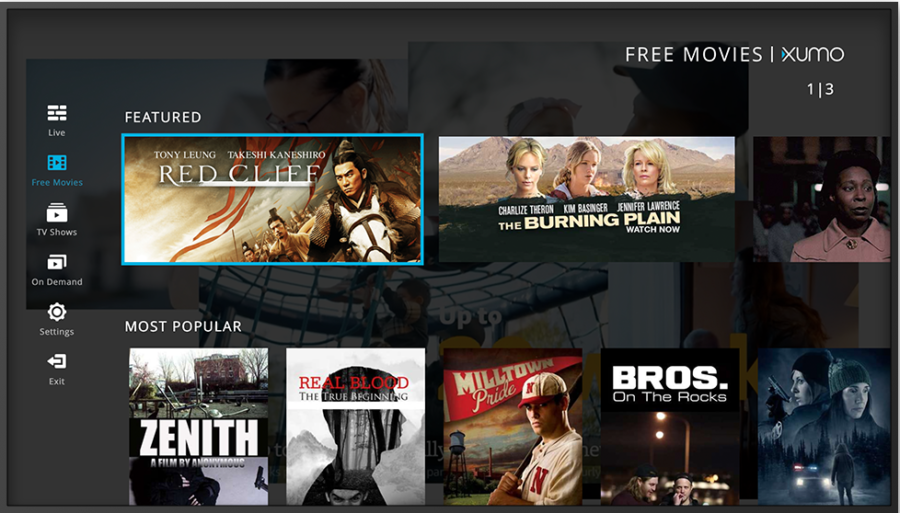 FREE MOVIES | XUMO
1|3
Live
Free Movies
TV Shows
On Demand
Settings
Exit
FEATURED
TONY LEUNG TAKESHI KANESHIRO
RED CLIFF
CHARLIZE THERON KIM BASINGER JENNIFER LAWRENCE
THE BURNING PLAIN
WATCH NOW
Up to
MOST POPULAR
ZENITH
A FILM BY ANONYMOUS
REAL BLOOD
THE TRUE BEGINNING
MILLTOWN
Pride
N
N
BROS.
On The Rocks